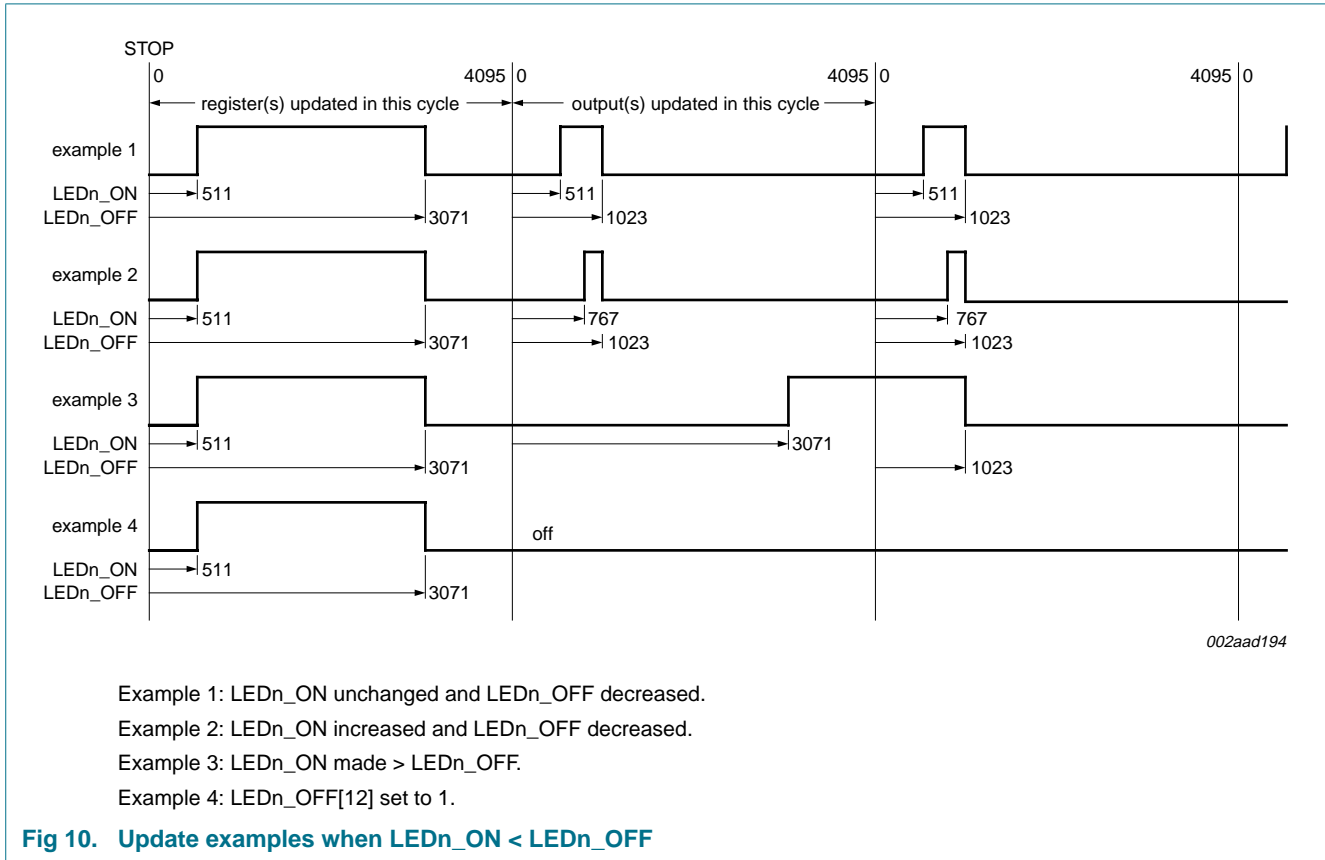 STOP
0 4095 0 4095 0 4095 0
register(s) updated in this cycle output(s) updated in this cycle
example 1
LEDn_ON 511 511 511
LEDn_OFF 3071 1023 1023
example 2
LEDn_ON 511 767 767
LEDn_OFF 3071 1023 1023
example 3
LEDn_ON 511 3071
LEDn_OFF 3071 1023
example 4 off
LEDn_ON 511
LEDn_OFF 3071
002aad194
Example 1: LEDn_ON unchanged and LEDn_OFF decreased.
Example 2: LEDn_ON increased and LEDn_OFF decreased.
Example 3: LEDn_ON made > LEDn_OFF.
Example 4: LEDn_OFF[12] set to 1.
Fig 10. Update examples when LEDn_ON < LEDn_OFF